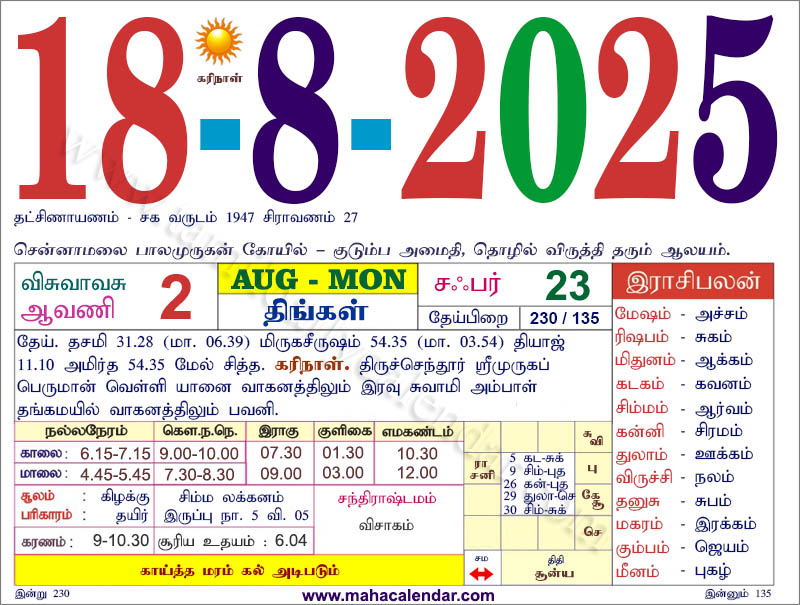 18-8-2025
கரிநாள்
தட்சிணாயணம் - சக வருடம் 1947 சிராவணம் 27
சென்னாமலை பாலமுருகன் கோயில் – குடும்ப அமைதி, தொழில் விருத்தி தரும் ஆலயம்.
விசுவாவசு
ஆவணி 2
AUG - MON
திங்கள்
சஃபர் 23
தேய்பிறை 230 / 135
தேய். தசமி 31.28 (மா. 06.39) மிருகசீருஷம் 54.35 (மா. 03.54) தியாஜ்
11.10 அமிர்த 54.35 மேல் சித்த. கரிநாள். திருச்செந்தூர் ஸ்ரீமுருகப்
பெருமான் வெள்ளி யானை வாகனத்திலும் இரவு சுவாமி அம்பாள்
தங்கமயில் வாகனத்திலும் பவனி.
நல்லநேரம் கௌ.ந.நெ. இராகு குளிகை எமகண்டம்
காலை: 6.15-7.15 9.00-10.00 07.30 01.30 10.30
மாலை: 4.45-5.45 7.30-8.30 09.00 03.00 12.00
சூலம் : கிழக்கு சிம்ம லக்கனம் சந்திராஷ்டமம்
பரிகாரம் : தயிர் இருப்பு நா. 5 வி. 05 விசாகம்
கரணம்: 9-10.30 சூரிய உதயம் : 6.04
காய்த்த மரம் கல் அடிபடும்
சு வி
ரா சனி
பு
கே சூ
செ
5 கட-சுக்
9 சிம்-புத
26 கன்-புத
29 துலா-செ
30 சிம்-சுக்
சம
திதி
சூன்ய
இராசிபலன்
மேஷம் - அச்சம்
ரிஷபம் - சுகம்
மிதுனம் - ஆக்கம்
கடகம் - கவனம்
சிம்மம் - ஆர்வம்
கன்னி - சிரமம்
துலாம் - ஊக்கம்
விருச்சி - நலம்
தனுசு - சுபம்
மகரம் - இரக்கம்
கும்பம் - ஜெயம்
மீனம் - புகழ்
இன்று 230
www.mahacalendar.com
இன்னும் 135